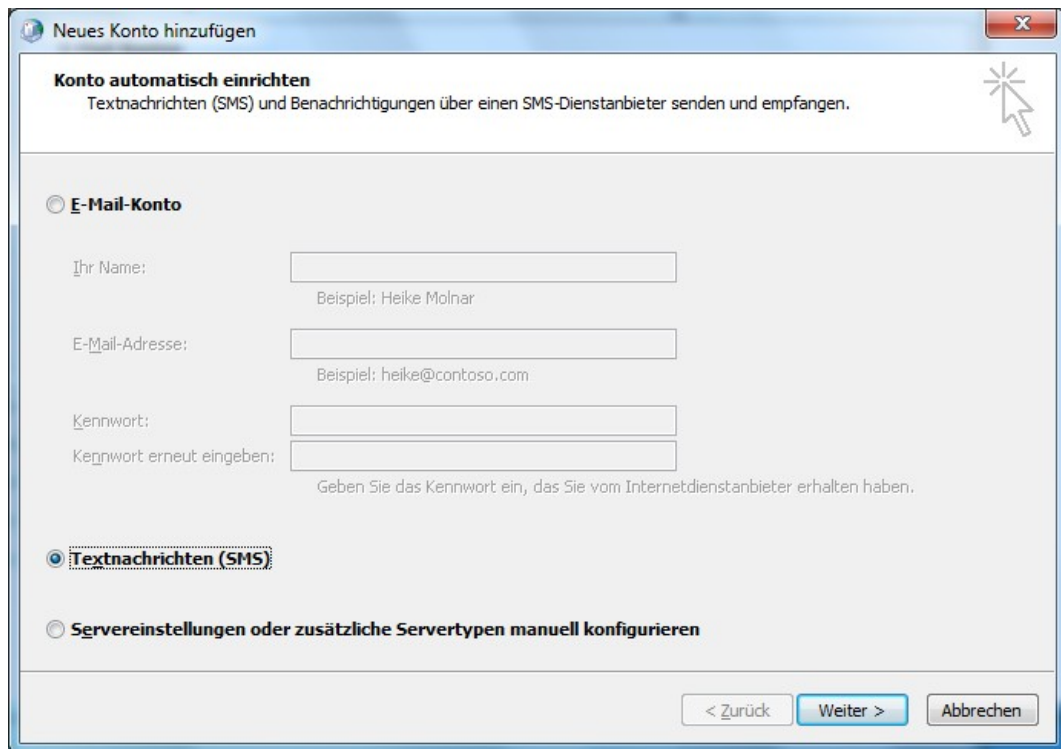 Neues Konto hinzufügen
Konto automatisch einrichten
Textnachrichten (SMS) und Benachrichtigungen über einen SMS-Dienstanbieter senden und empfangen.
E-Mail-Konto
Ihr Name:
Beispiel: Heike Molnar
E-Mail-Adresse:
Beispiel: heike@contoso.com
Kennwort:
Kennwort erneut eingeben:
Geben Sie das Kennwort ein, das Sie vom Internetdienstanbieter erhalten haben.
Textnachrichten (SMS)
Servereinstellungen oder zusätzliche Servertypen manuell konfigurieren
< Zurück Weiter > Abbrechen